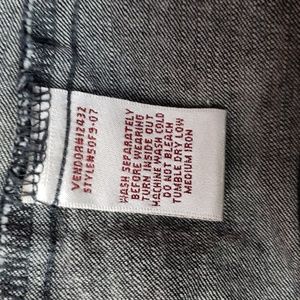 VENDOR#12432
STYLE#50F9-07
WASH SEPARATELY
BEFORE WEARING
TURN INSIDE OUT
MACHINE WASH COLD
DO NOT BLEACH
TUMBLE DRY LOW
MEDIUM IRON